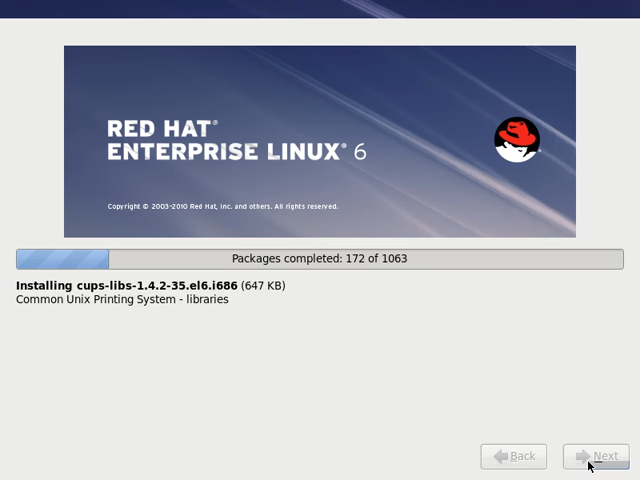 RED HAT®
ENTERPRISE LINUX® 6
Copyright © 2003-2010 Red Hat, Inc. and others. All rights reserved.
Packages completed: 172 of 1063
Installing cups-libs-1.4.2-35.el6.i686 (647 KB)
Common Unix Printing System - libraries
Back Next